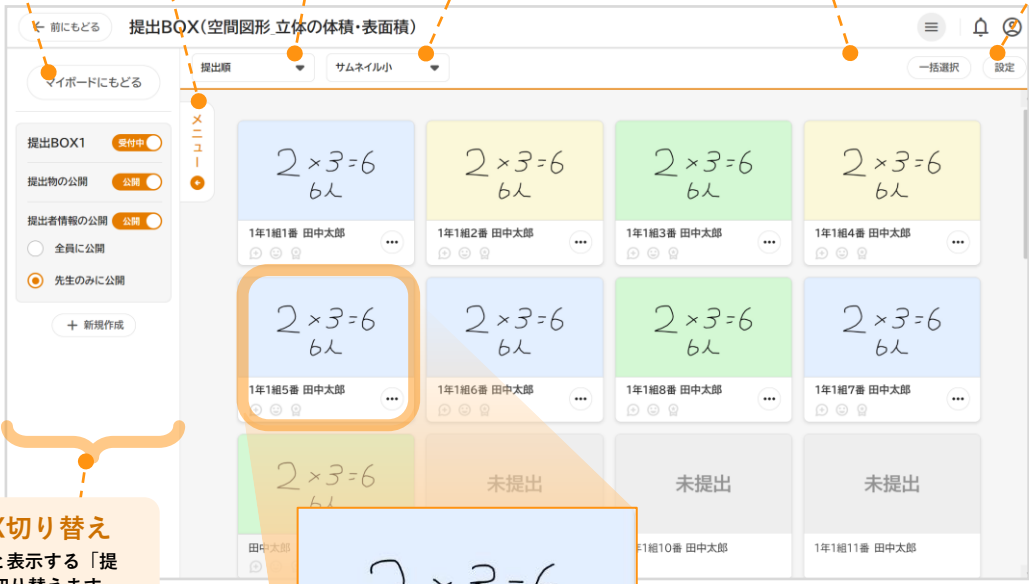 前にもどる
提出BOX(空間図形_立体の体積・表面積)
マイボードにもどる
提出順
サムネイル小
一括選択
設定
メニュー
提出BOX1
受付中
提出物の公開
公開
提出者情報の公開
公開
全員に公開
先生のみに公開
+ 新規作成
2×3=6
6人
1年1組1番 田中太郎
2×3=6
6人
1年1組2番 田中太郎
2×3=6
6人
1年1組3番 田中太郎
2×3=6
6人
1年1組4番 田中太郎
2×3=6
6人
1年1組5番 田中太郎
2×3=6
6人
1年1組6番 田中太郎
2×3=6
6人
1年1組8番 田中太郎
2×3=6
6人
1年1組7番 田中太郎
2×3=6
6人
田中太郎
未提出
未提出
1組10番 田中太郎
未提出
1年1組11番 田中太郎
2×3=6
切り替え
と表示する「提
切り替えます